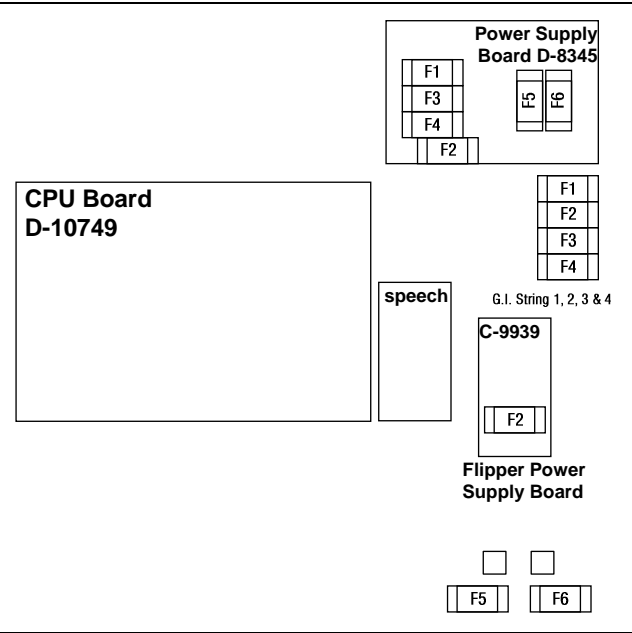 Power Supply
Board D-8345
F1
F3
F4
F2
F5
F6
CPU Board
D-10749
F1
F2
F3
F4
G.I. String 1, 2, 3 & 4
speech
C-9939
F2
Flipper Power
Supply Board
F5
F6